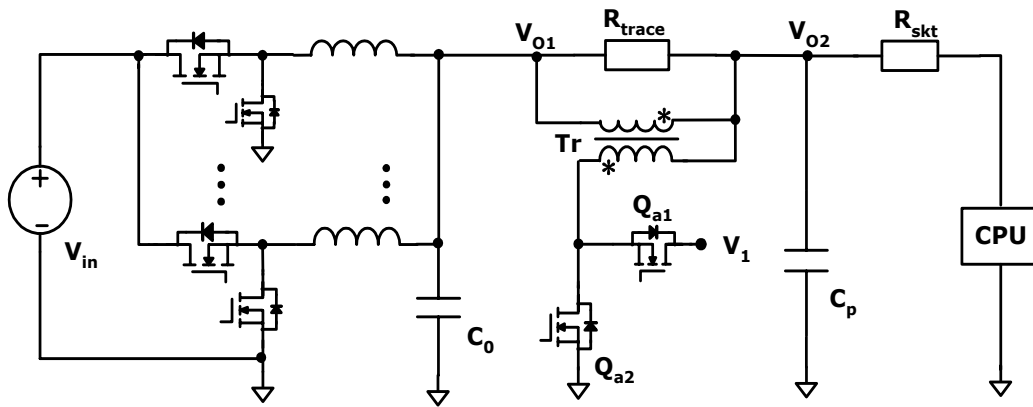 V_O1
R_trace
V_O2
R_skt
*
Tr
*
+
−
V_in
Q_a1
V_1
CPU
C_0
C_p
Q_a2